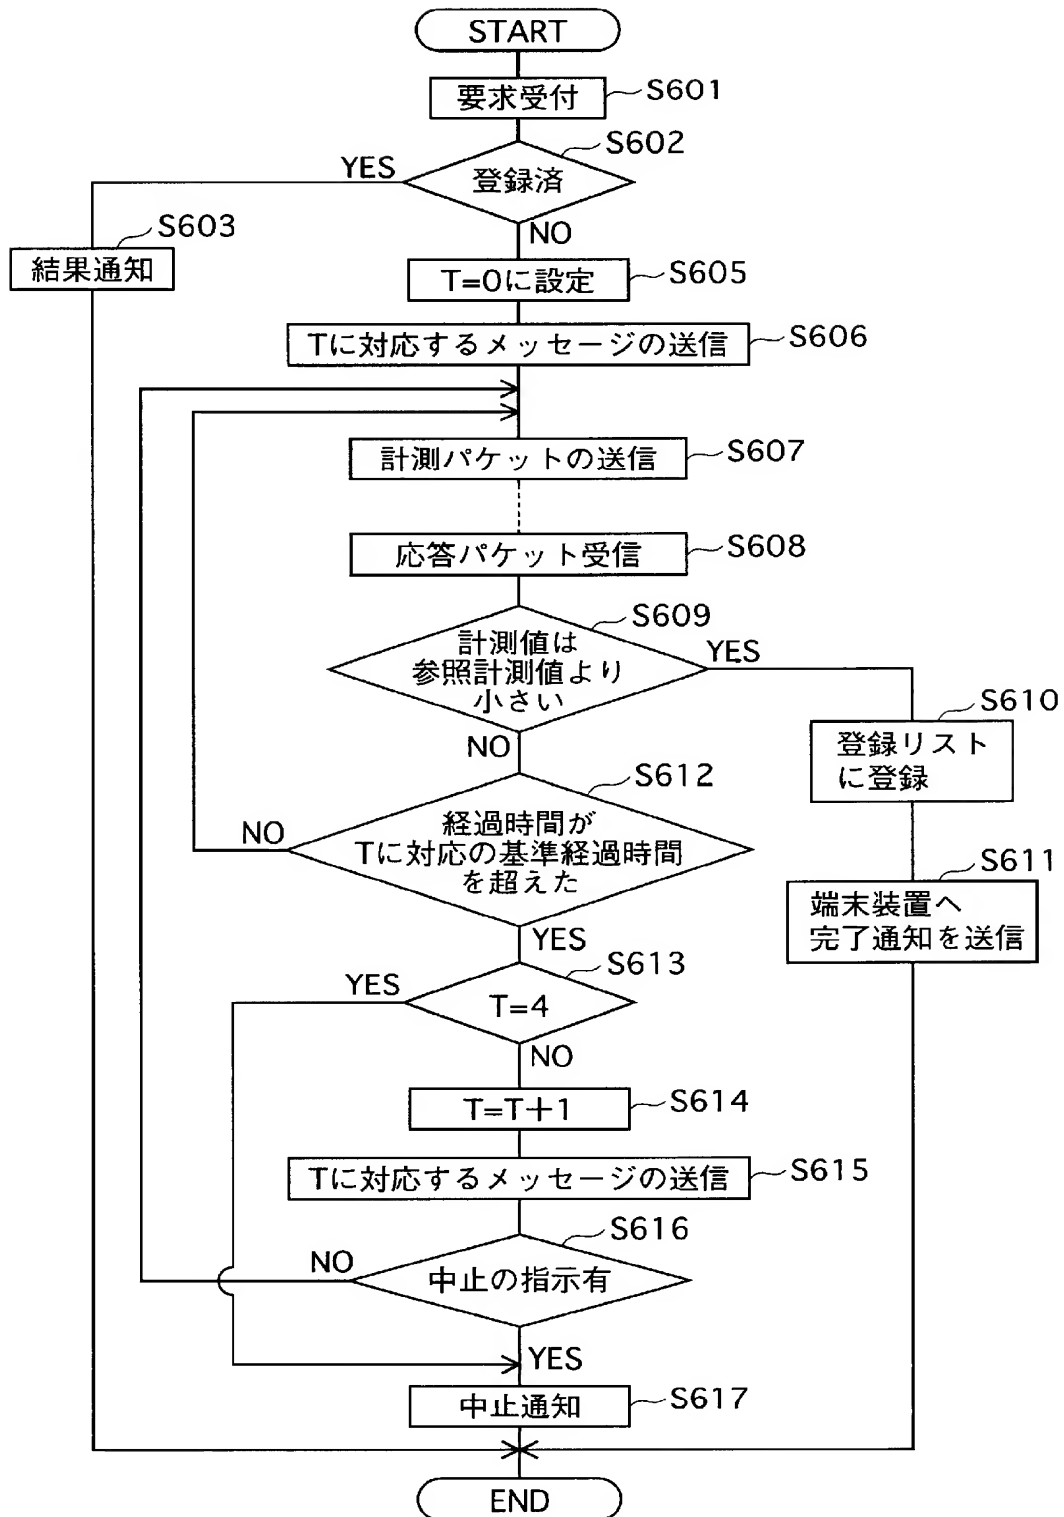 START
要求受付
S601
S602
YES
登録済
NO
S603
結果通知
T=0に設定
S605
Tに対応するメッセージの送信
S606
計測パケットの送信
S607
応答パケット受信
S608
S609
計測値は
参照計測値より
小さい
YES
NO
S610
登録リスト
に登録
S612
経過時間が
Tに対応の基準経過時間
を超えた
NO
YES
S611
端末装置へ
完了通知を送信
S613
YES
T=4
NO
T=T+1
S614
Tに対応するメッセージの送信
S615
S616
NO
中止の指示有
YES
中止通知
S617
END